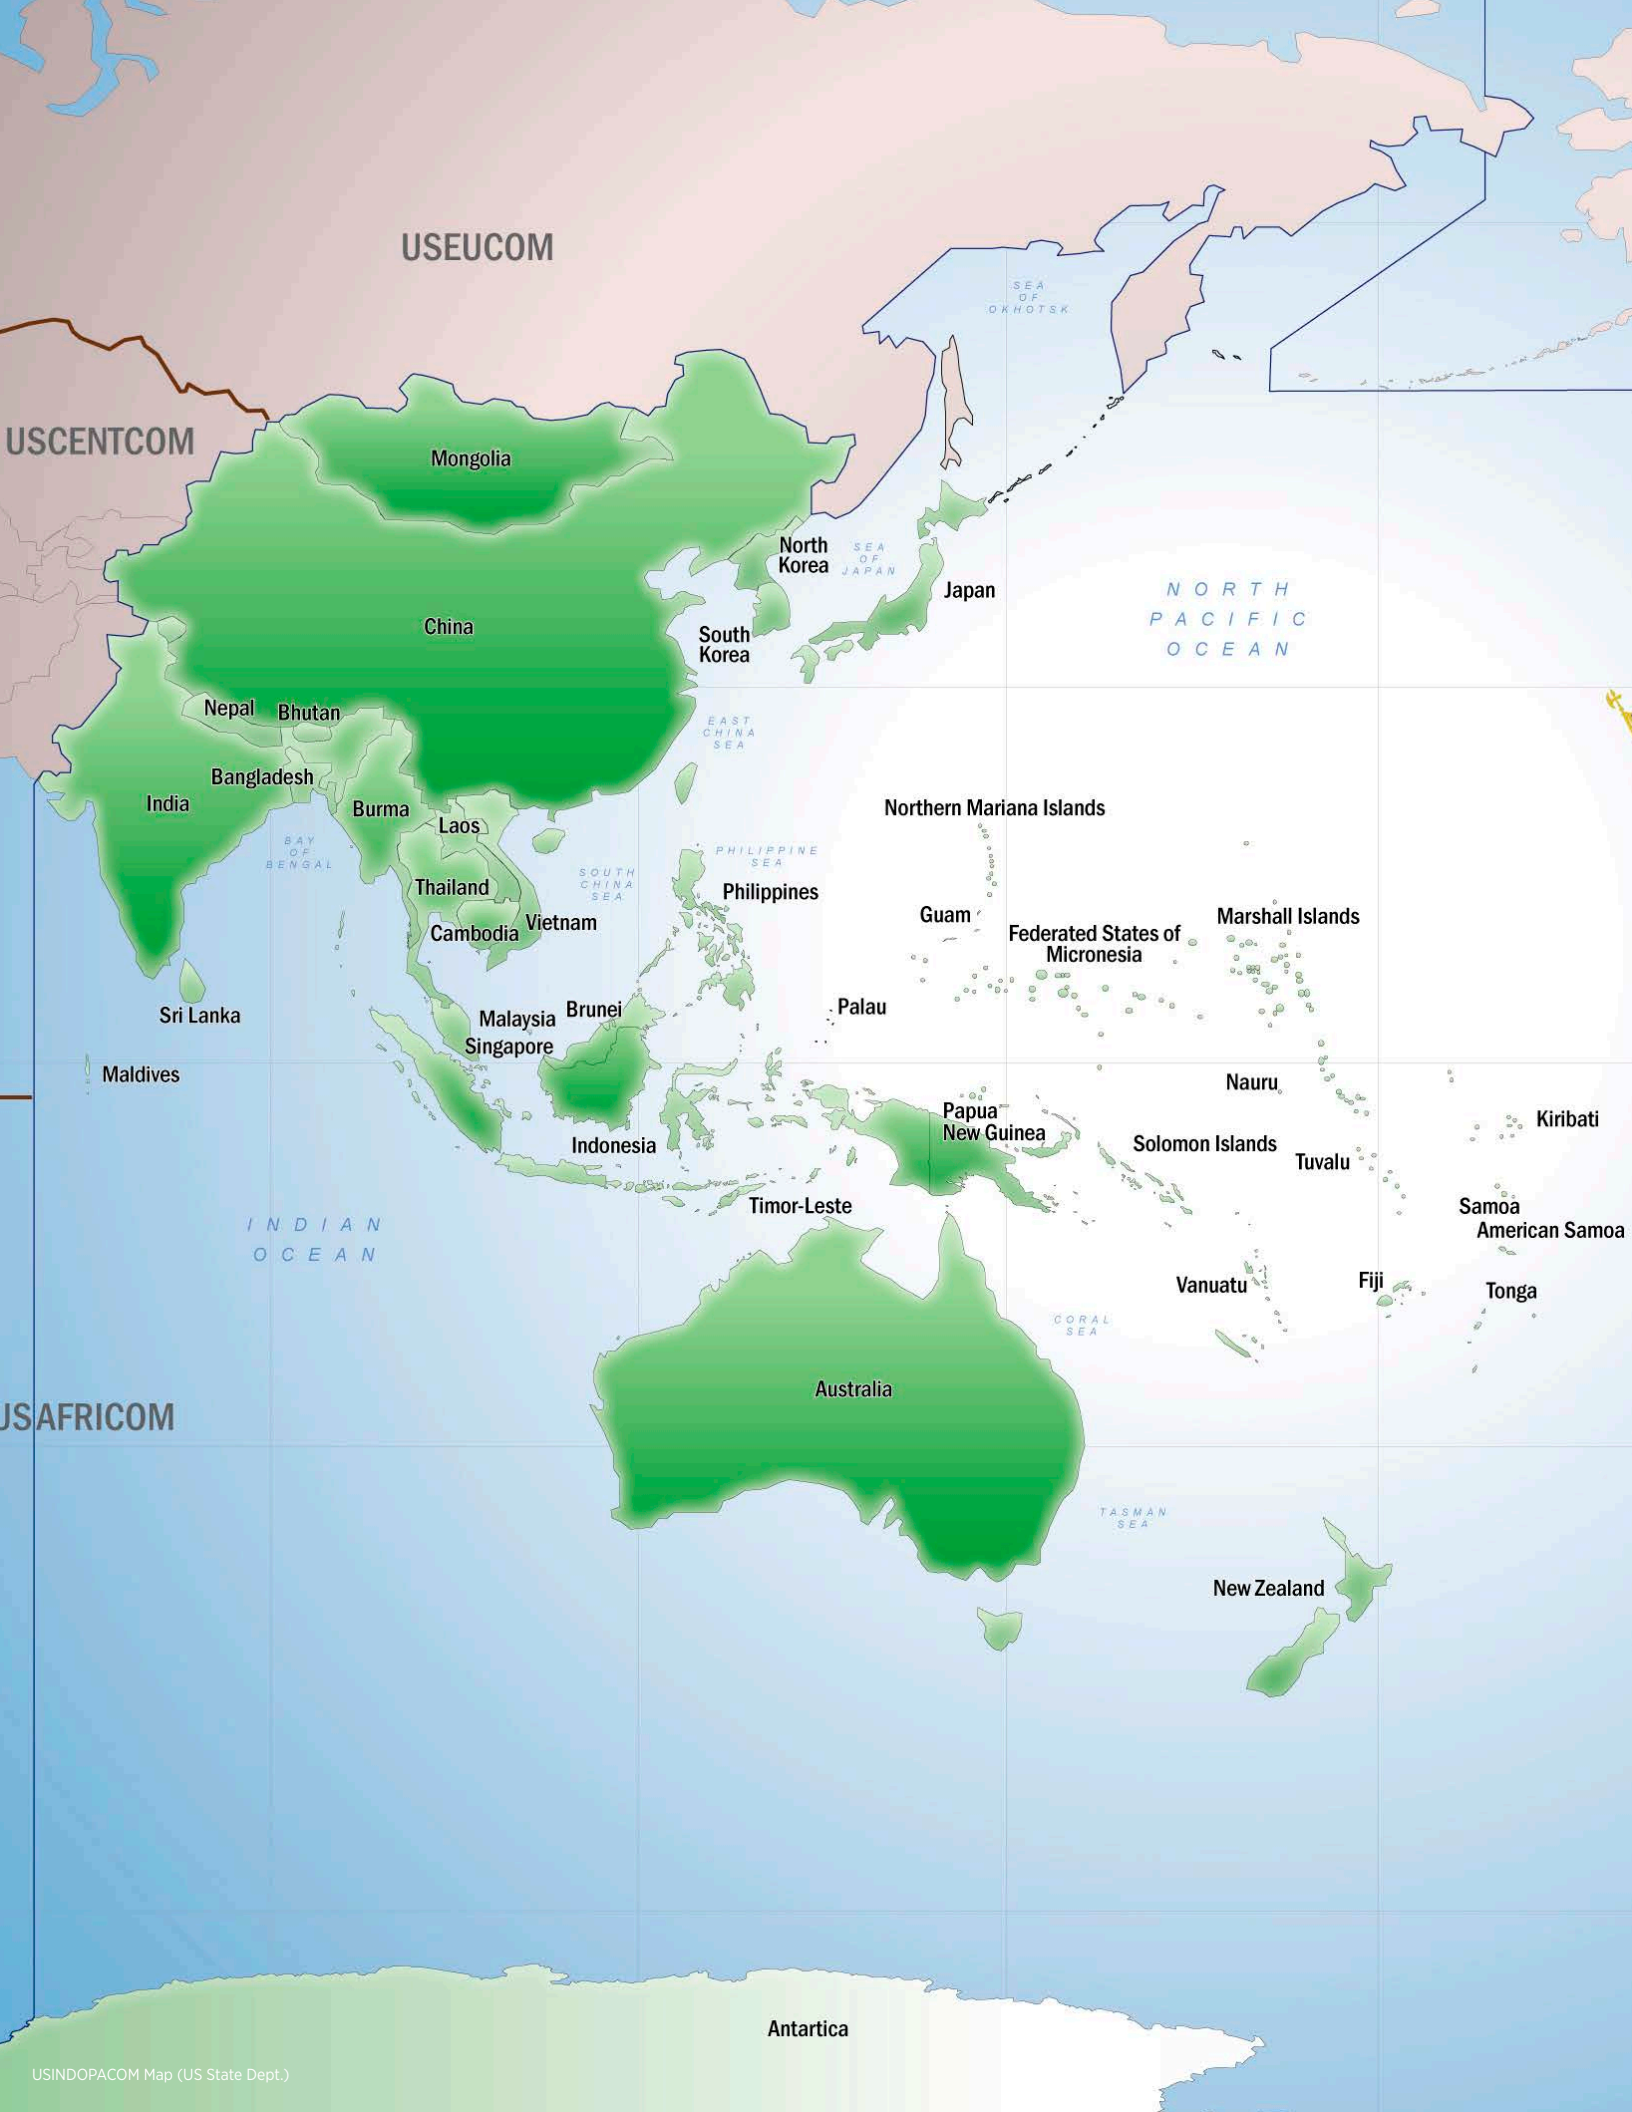 USEUCOM
SEA
OF
OKHOTSK
USCENTCOM
Mongolia
North
Korea
SEA
OF
JAPAN
Japan
NORTH
PACIFIC
OCEAN
China
South
Korea
Nepal
Bhutan
EAST
CHINA
SEA
Bangladesh
India
Burma
Laos
Northern Mariana Islands
BAY
OF
BENGAL
PHILIPPINE
SEA
SOUTH
CHINA
SEA
Thailand
Philippines
Cambodia
Vietnam
Guam
Federated States of
Micronesia
Marshall Islands
Sri Lanka
Malaysia
Brunei
Singapore
Palau
Maldives
Nauru
Papua
New Guinea
Kiribati
Indonesia
Solomon Islands
Tuvalu
Timor-Leste
Samoa
American Samoa
INDIAN
OCEAN
Vanuatu
Fiji
Tonga
CORAL
SEA
Australia
USAFRICOM
TASMAN
SEA
New Zealand
Antartica
USINDOPACOM Map (US State Dept.)